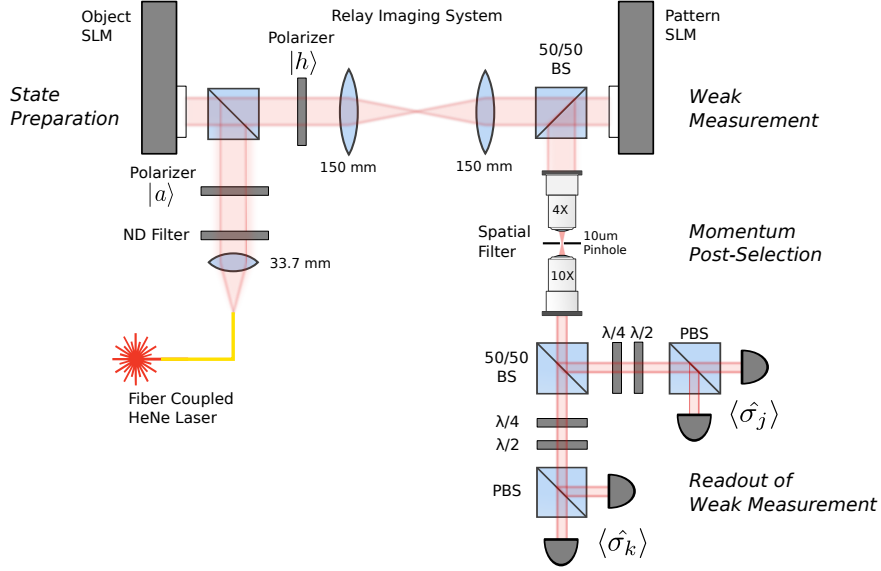 Object
SLM
Relay Imaging System
Pattern
SLM
Polarizer
|h⟩
50/50
BS
State
Preparation
Weak
Measurement
150 mm
150 mm
Polarizer
|a⟩
4X
ND Filter
Spatial
Filter
10um
Pinhole
Momentum
Post-Selection
33.7 mm
10X
λ/4 λ/2
PBS
50/50
BS
Fiber Coupled
HeNe Laser
⟨σ̂_j⟩
λ/4
λ/2
PBS
Readout of
Weak Measurement
⟨σ̂_k⟩